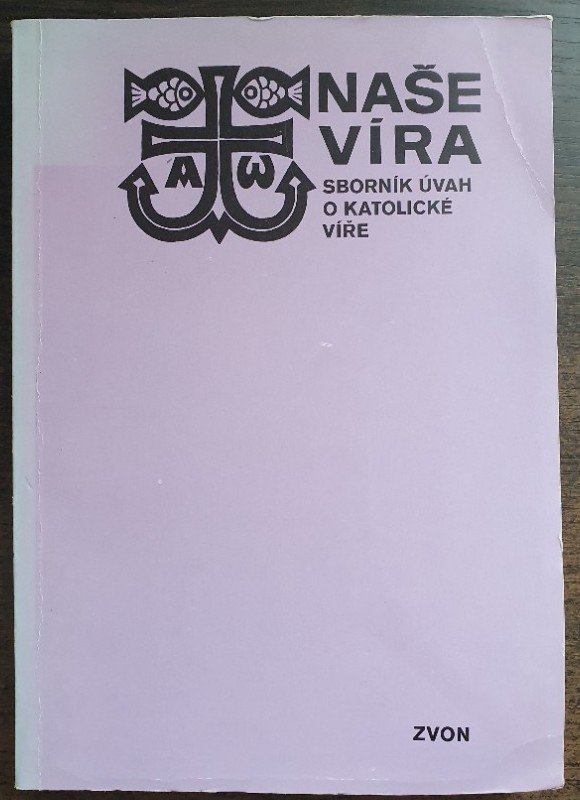 NAŠE
VÍRA
SBORNÍK ÚVAH
O KATOLICKÉ
VÍŘE
Α ω
ZVON